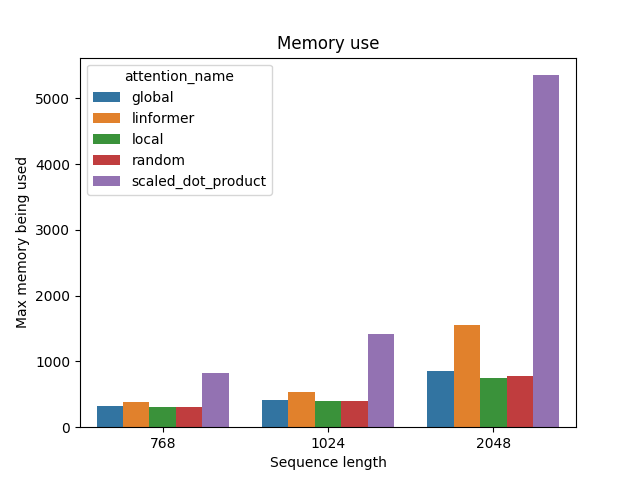 Memory use
attention_name
global
linformer
local
random
scaled_dot_product
Max memory being used
5000
4000
3000
2000
1000
0
768
1024
2048
Sequence length